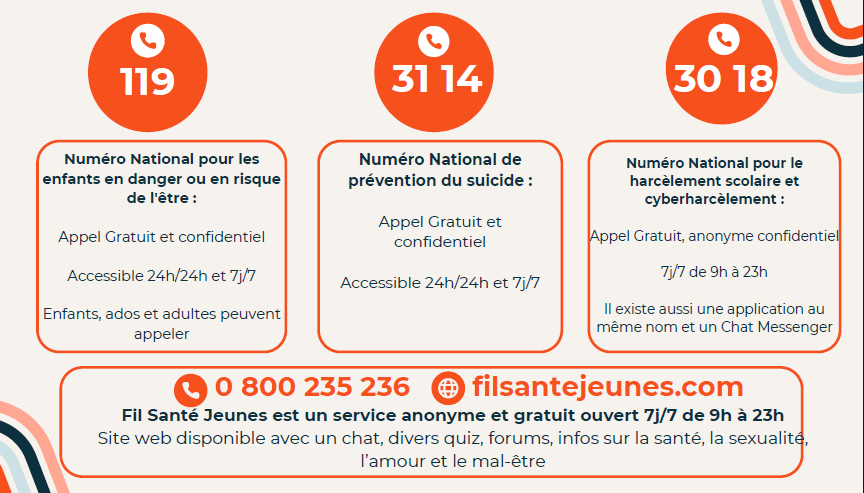 119
Numéro National pour les
enfants en danger ou en risque
de l'être :
Appel Gratuit et confidentiel
Accessible 24h/24h et 7j/7
Enfants, ados et adultes peuvent
appeler
31 14
Numéro National de
prévention du suicide :
Appel Gratuit et
confidentiel
Accessible 24h/24h et 7j/7
30 18
Numéro National pour le
harcèlement scolaire et
cyberharcèlement :
Appel Gratuit, anonyme confidentiel
7j/7 de 9h à 23h
Il existe aussi une application au
même nom et un Chat Messenger
0 800 235 236 filsantejeunes.com
Fil Santé Jeunes est un service anonyme et gratuit ouvert 7j/7 de 9h à 23h
Site web disponible avec un chat, divers quiz, forums, infos sur la santé, la sexualité,
l'amour et le mal-être